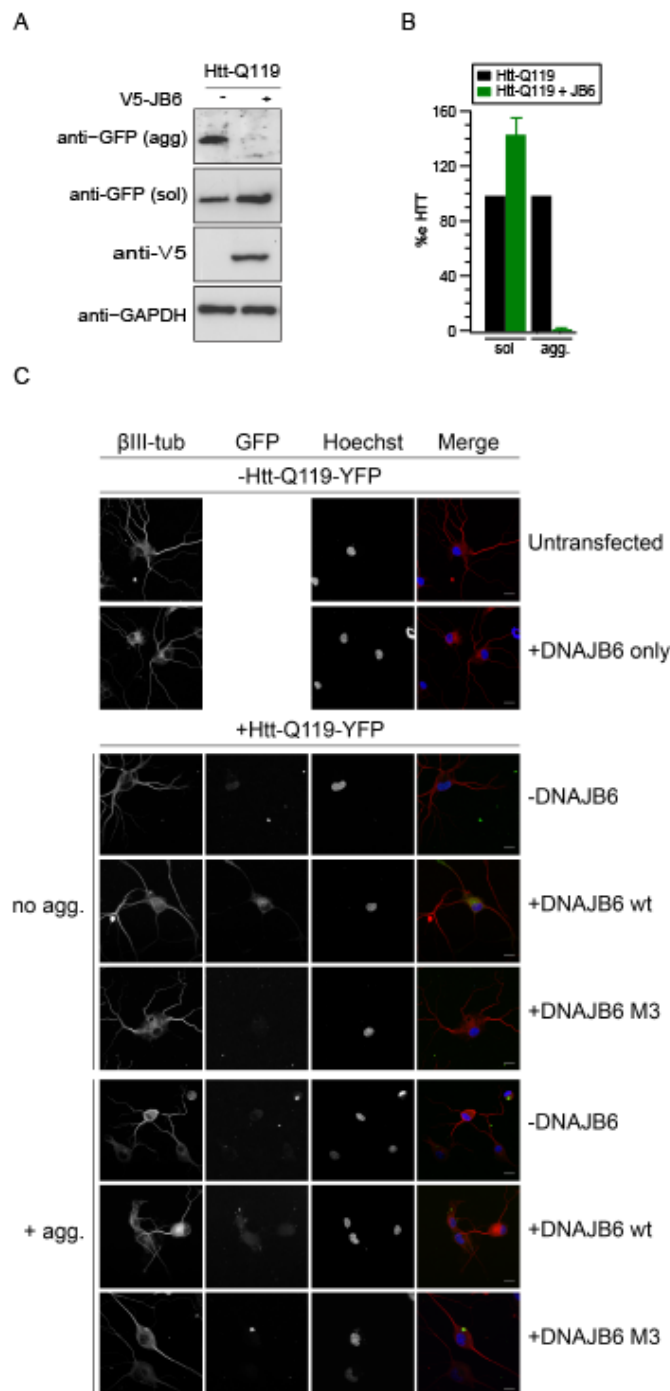 A
Htt-Q119
V5-JB6 - +
anti-GFP (agg)
anti-GFP (sol)
anti-V5
anti-GAPDH
B
Htt-Q119
Htt-Q119 + JB6
160
120
80
40
0
%e HTT
sol agg.
C
βIII-tub GFP Hoechst Merge
-Htt-Q119-YFP
Untransfected
+DNAJB6 only
+Htt-Q119-YFP
no agg.
-DNAJB6
+DNAJB6 wt
+DNAJB6 M3
+ agg.
-DNAJB6
+DNAJB6 wt
+DNAJB6 M3